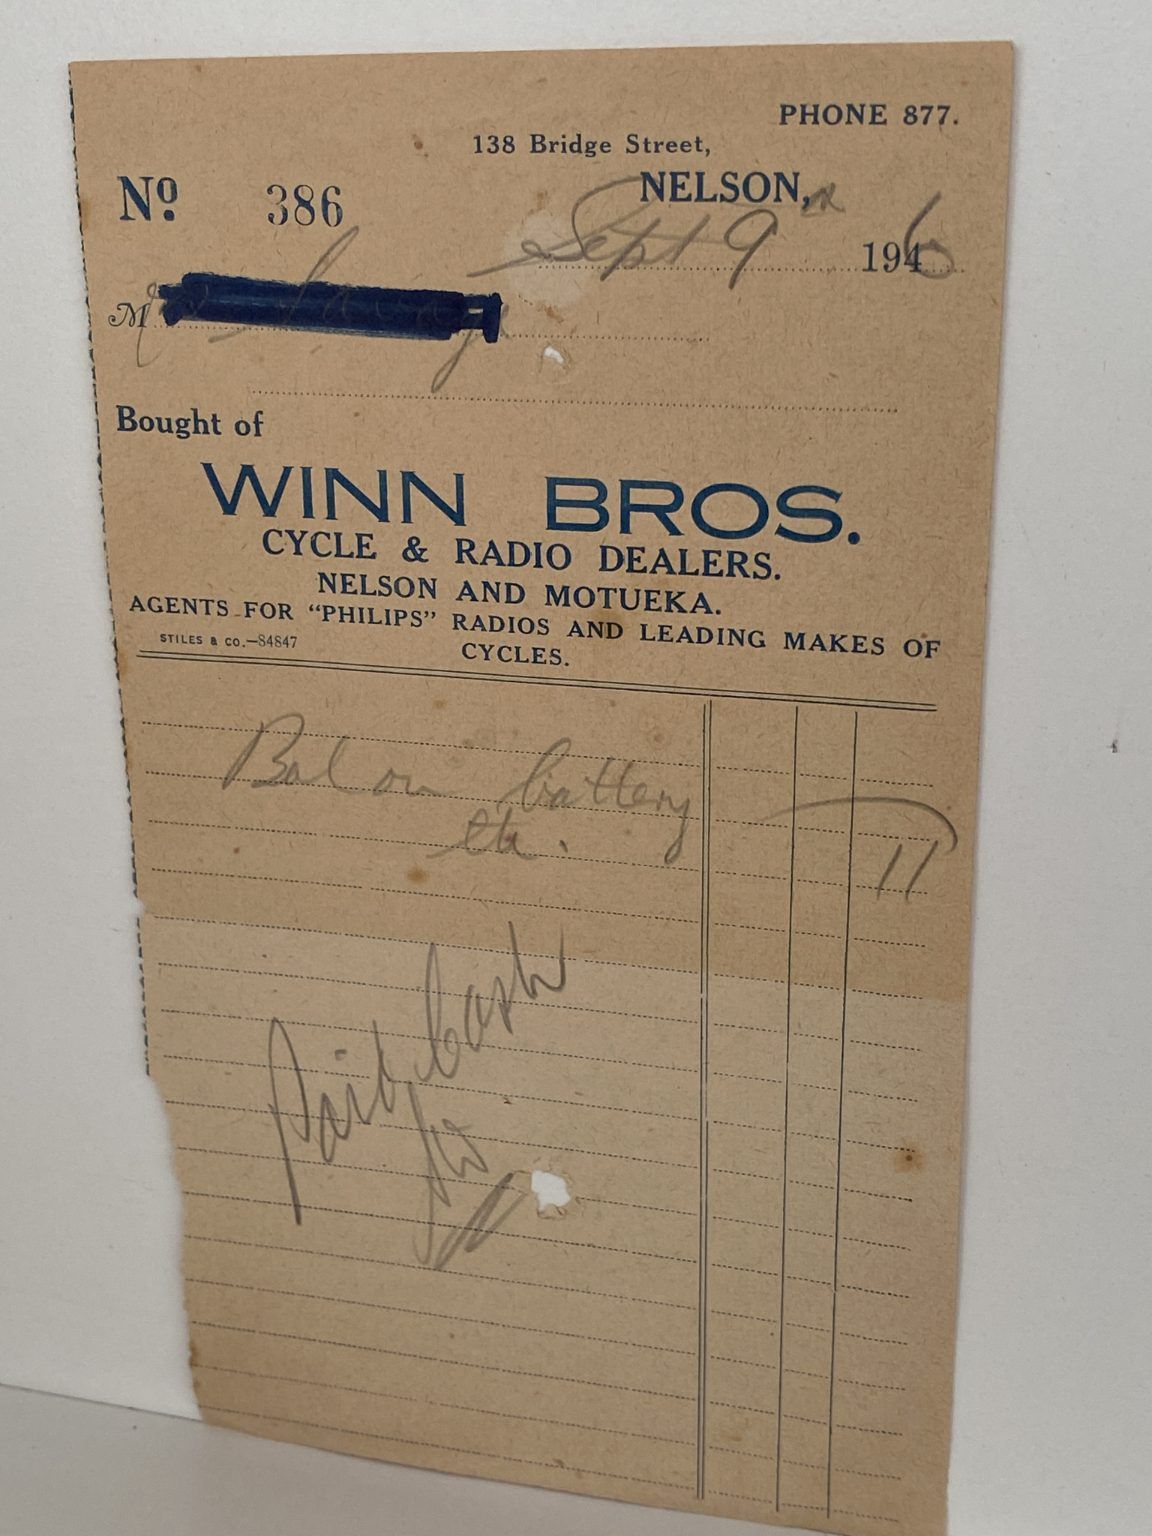 PHONE 877.
138 Bridge Street,
No. 386 NELSON,
Sept 9 1946
M
Bought of
WINN BROS.
CYCLE & RADIO DEALERS.
NELSON AND MOTUEKA.
AGENTS FOR "PHILIPS" RADIOS AND LEADING MAKES OF
STILES & CO.—84847 CYCLES.
Bal on battery
11
Paid Cash